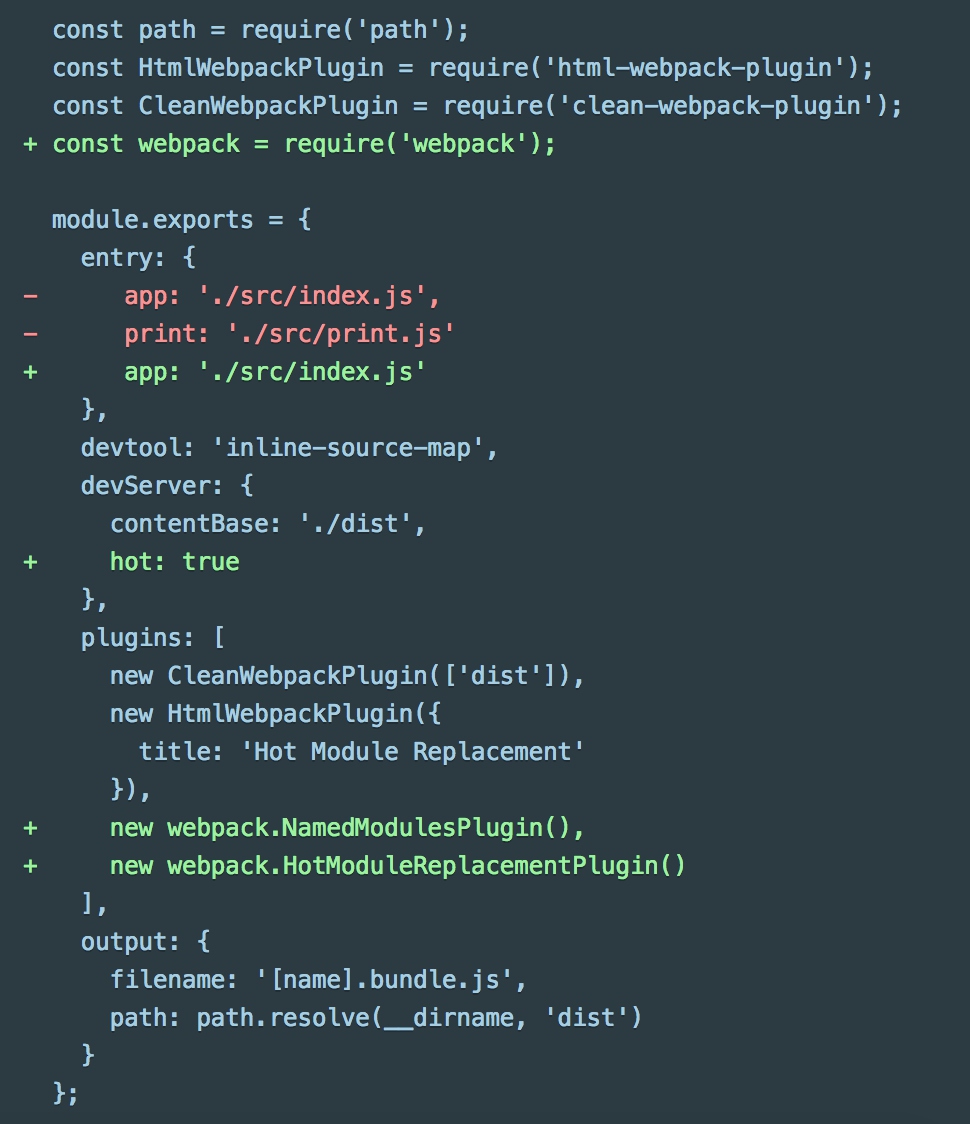 const path = require('path');
  const HtmlWebpackPlugin = require('html-webpack-plugin');
  const CleanWebpackPlugin = require('clean-webpack-plugin');
+ const webpack = require('webpack');

  module.exports = {
    entry: {
-      app: './src/index.js',
-      print: './src/print.js'
+      app: './src/index.js'
    },
    devtool: 'inline-source-map',
    devServer: {
      contentBase: './dist',
+     hot: true
    },
    plugins: [
      new CleanWebpackPlugin(['dist']),
      new HtmlWebpackPlugin({
        title: 'Hot Module Replacement'
      }),
+     new webpack.NamedModulesPlugin(),
+     new webpack.HotModuleReplacementPlugin()
    ],
    output: {
      filename: '[name].bundle.js',
      path: path.resolve(__dirname, 'dist')
    }
  };